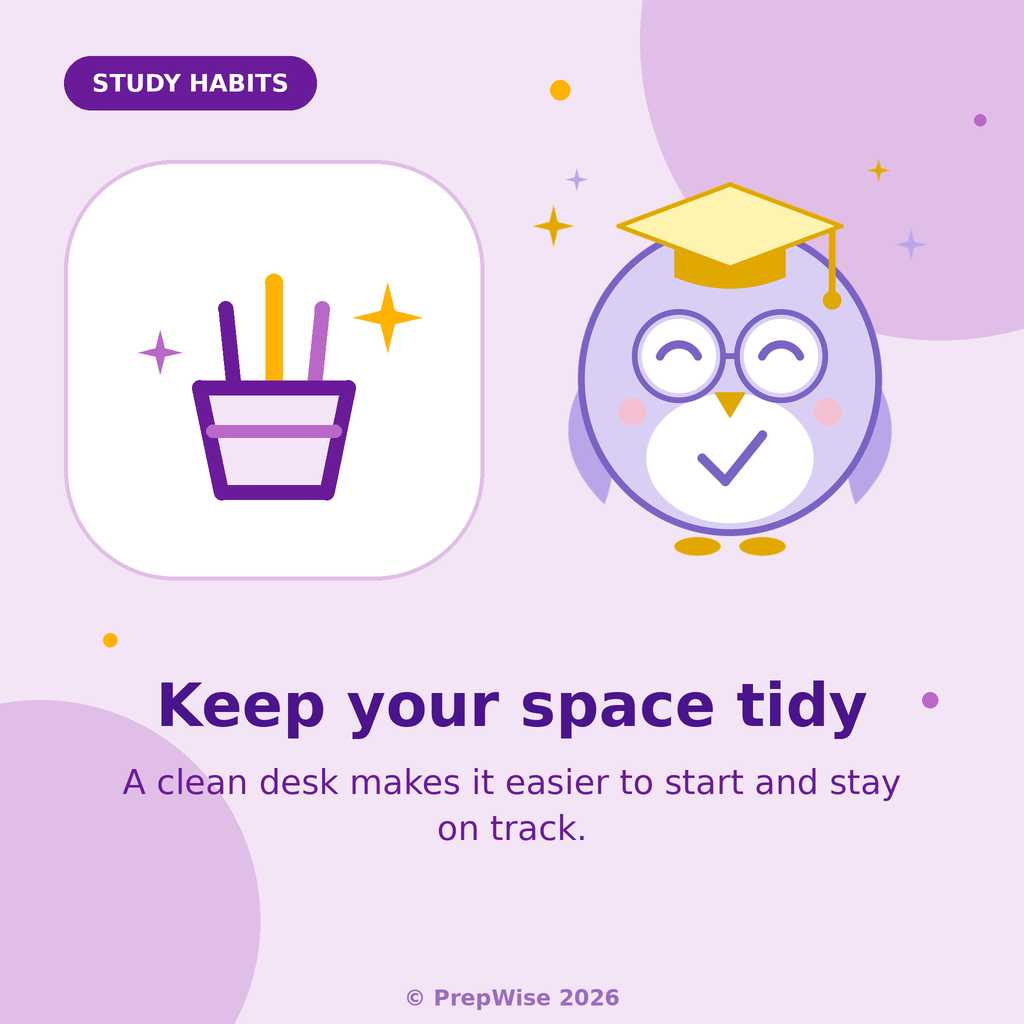 STUDY HABITS
Keep your space tidy
A clean desk makes it easier to start and stay
on track.
© PrepWise 2026